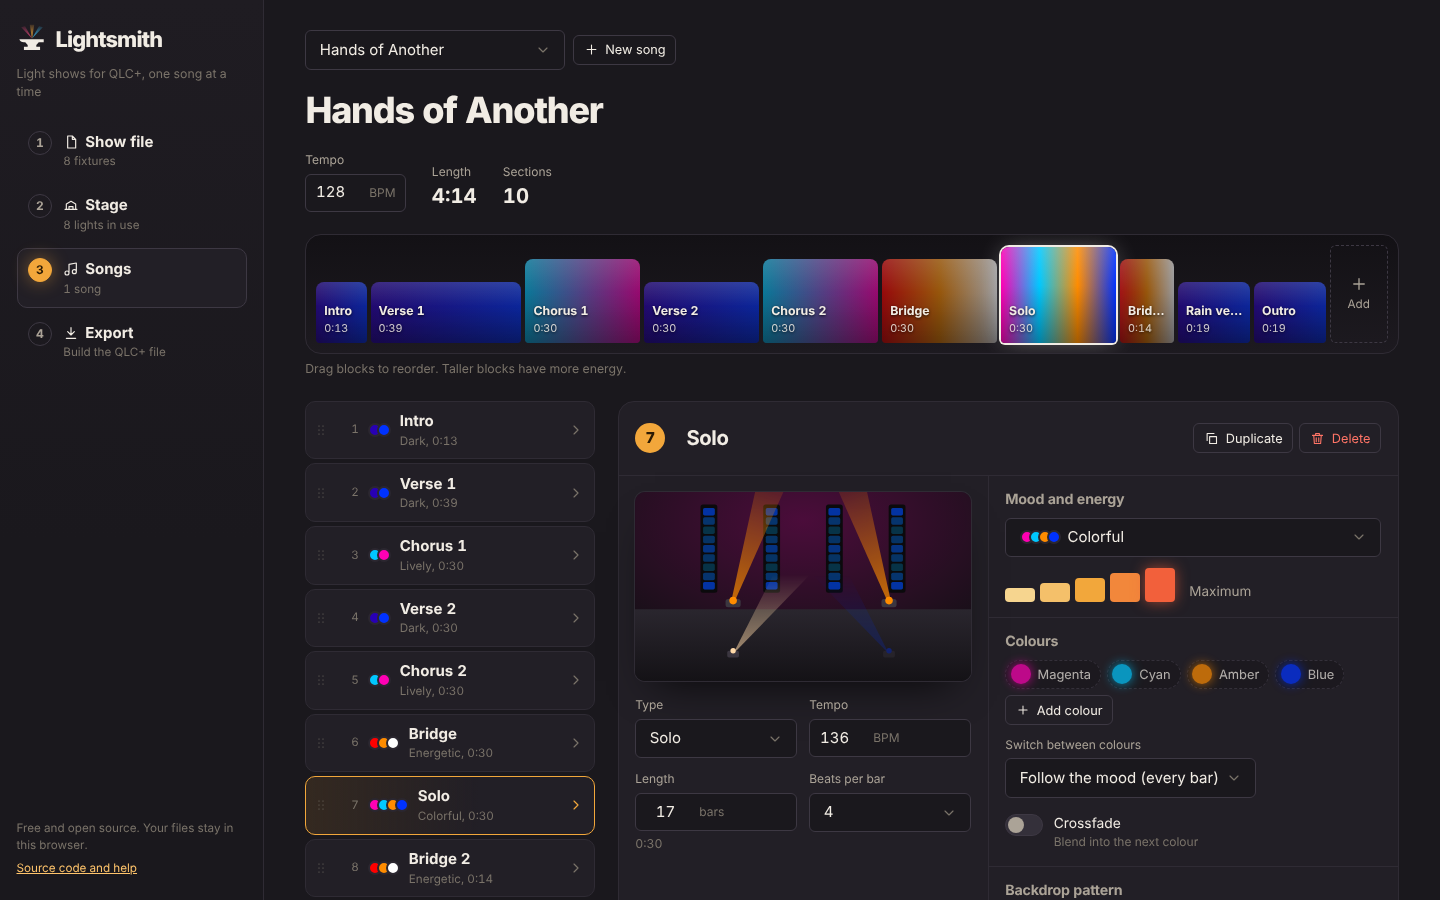 Lightsmith
Light shows for QLC+, one song at a
time
1
Show file
8 fixtures
2
Stage
8 lights in use
3
Songs
1 song
4
Export
Build the QLC+ file
Free and open source. Your files stay in
this browser.
Source code and help
Hands of Another
New song
Hands of Another
Tempo
128 BPM
Length
4:14
Sections
10
Intro
0:13
Verse 1
0:39
Chorus 1
0:30
Verse 2
0:30
Chorus 2
0:30
Bridge
0:30
Solo
0:30
Brid...
0:14
Rain ve...
0:19
Outro
0:19
Add
Drag blocks to reorder. Taller blocks have more energy.
1
Intro
Dark, 0:13
2
Verse 1
Dark, 0:39
3
Chorus 1
Lively, 0:30
4
Verse 2
Dark, 0:30
5
Chorus 2
Lively, 0:30
6
Bridge
Energetic, 0:30
7
Solo
Colorful, 0:30
8
Bridge 2
Energetic, 0:14
7
Solo
Duplicate
Delete
Type
Solo
Tempo
136 BPM
Length
17 bars
0:30
Beats per bar
4
Mood and energy
Colorful
Maximum
Colours
Magenta
Cyan
Amber
Blue
Add colour
Switch between colours
Follow the mood (every bar)
Crossfade
Blend into the next colour
Backdrop pattern